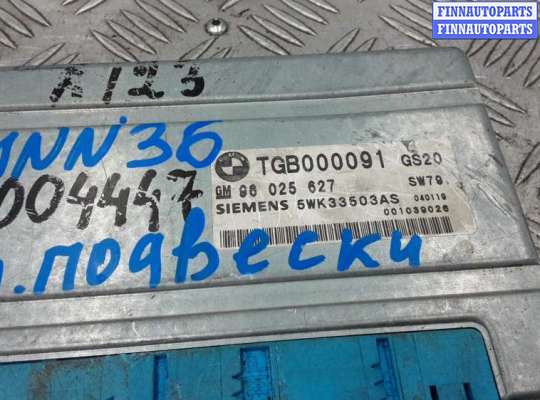 FINNAUTOPARTS
FINNAUTOPARTS
A123
NN36
004447
подвески
TGB000091 GS20
GM 96 025 627 SW79
SIEMENS 5WK33503AS 040119
001039026